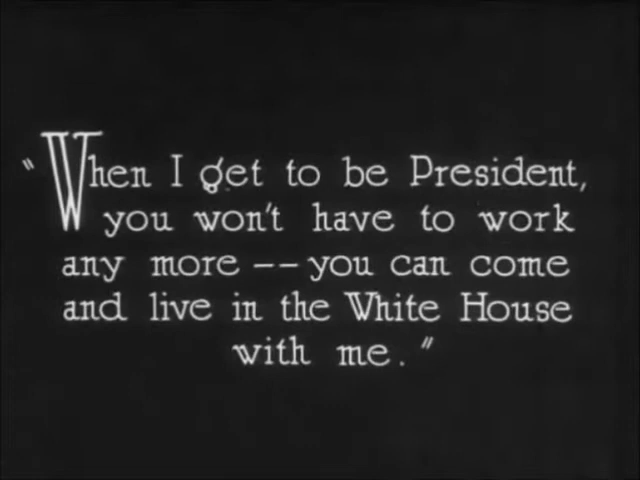 "When I get to be President,
you won't have to work
any more -- you can come
and live in the White House
with me."